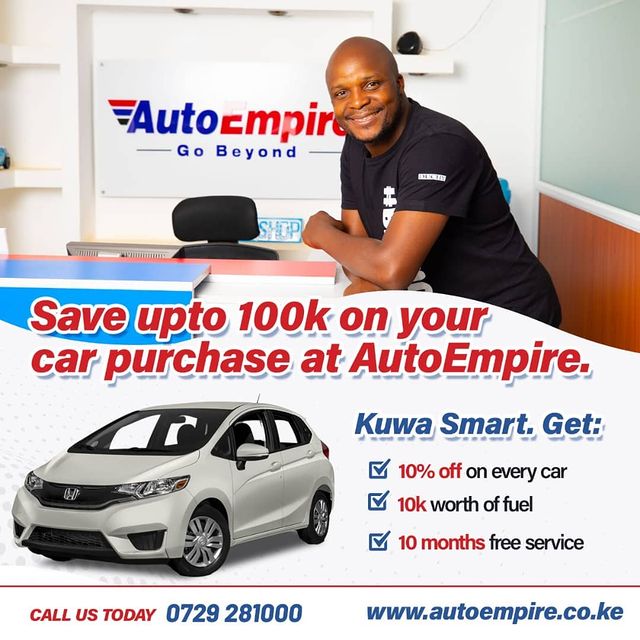 AutoEmpire
Go Beyond
SHOP
Save upto 100k on your
car purchase at AutoEmpire.
Kuwa Smart. Get:
10% off on every car
10k worth of fuel
10 months free service
CALL US TODAY 0729 281000
www.autoempire.co.ke